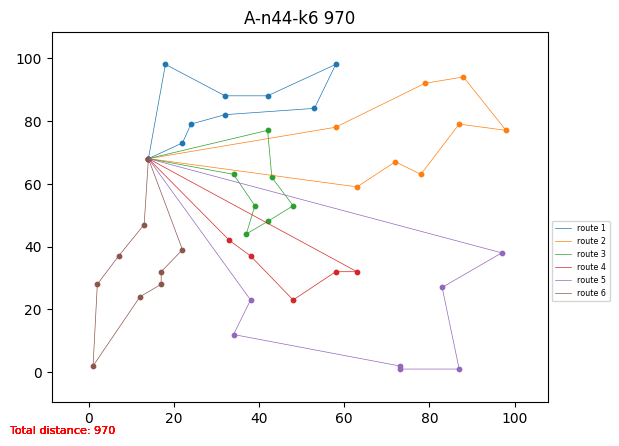 A-n44-k6 970
100
80
60
40
20
0
0 20 40 60 80 100
route 1
route 2
route 3
route 4
route 5
route 6
Total distance: 970